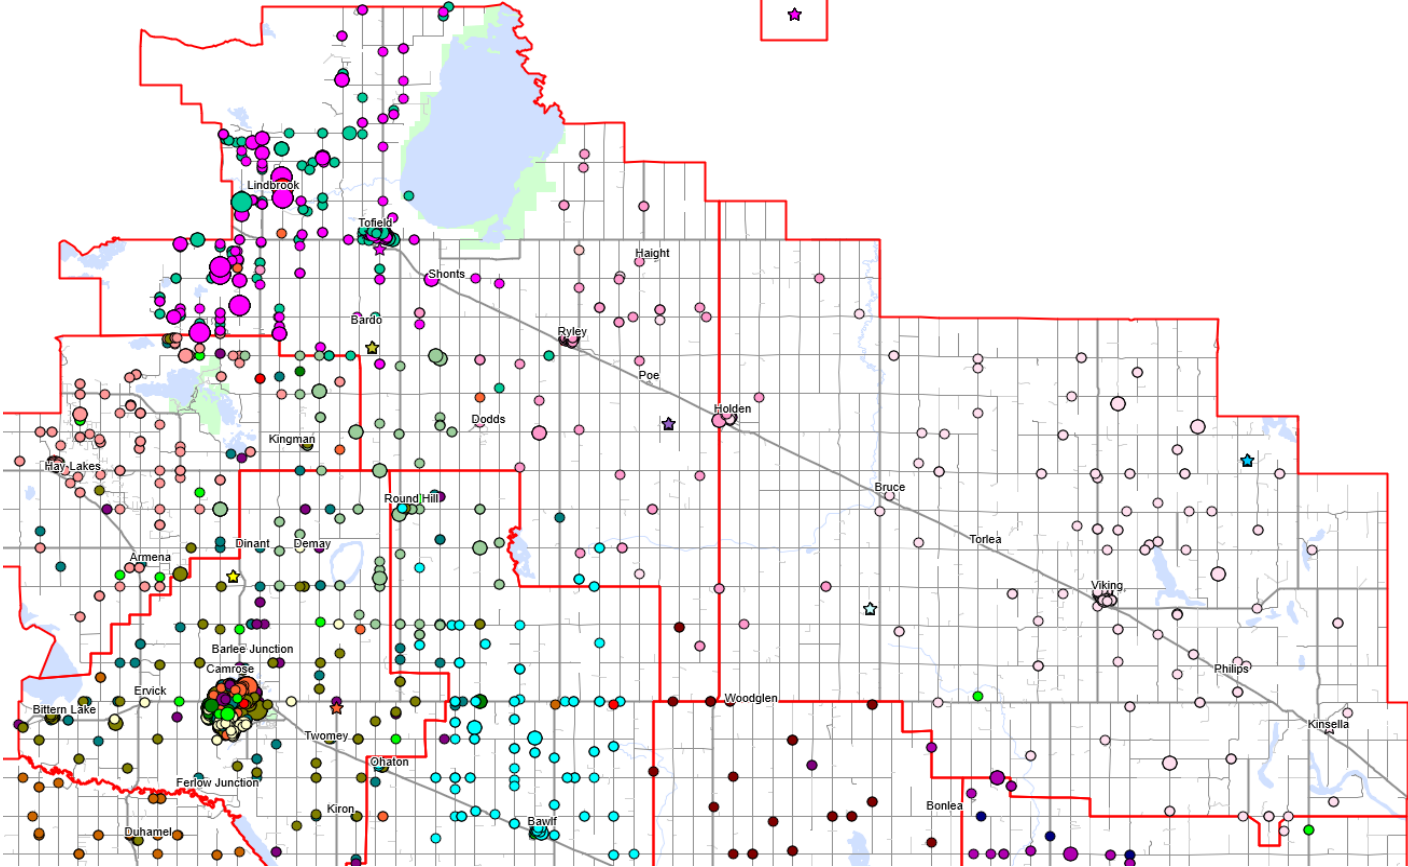 Lindbrook
Tofield
Haight
Shonts
Bardo
Ryley
Poe
Holden
Dodds
Kingman
Hay Lakes
Bruce
Round Hill
Dinant
Demay
Torlea
Armena
Viking
Barlee Junction
Camrose
Philips
Ervick
Woodglen
Bittern Lake
Kinsella
Twomey
Ohaton
Ferlow Junction
Bonlea
Kiron
Bawlf
Duhamel